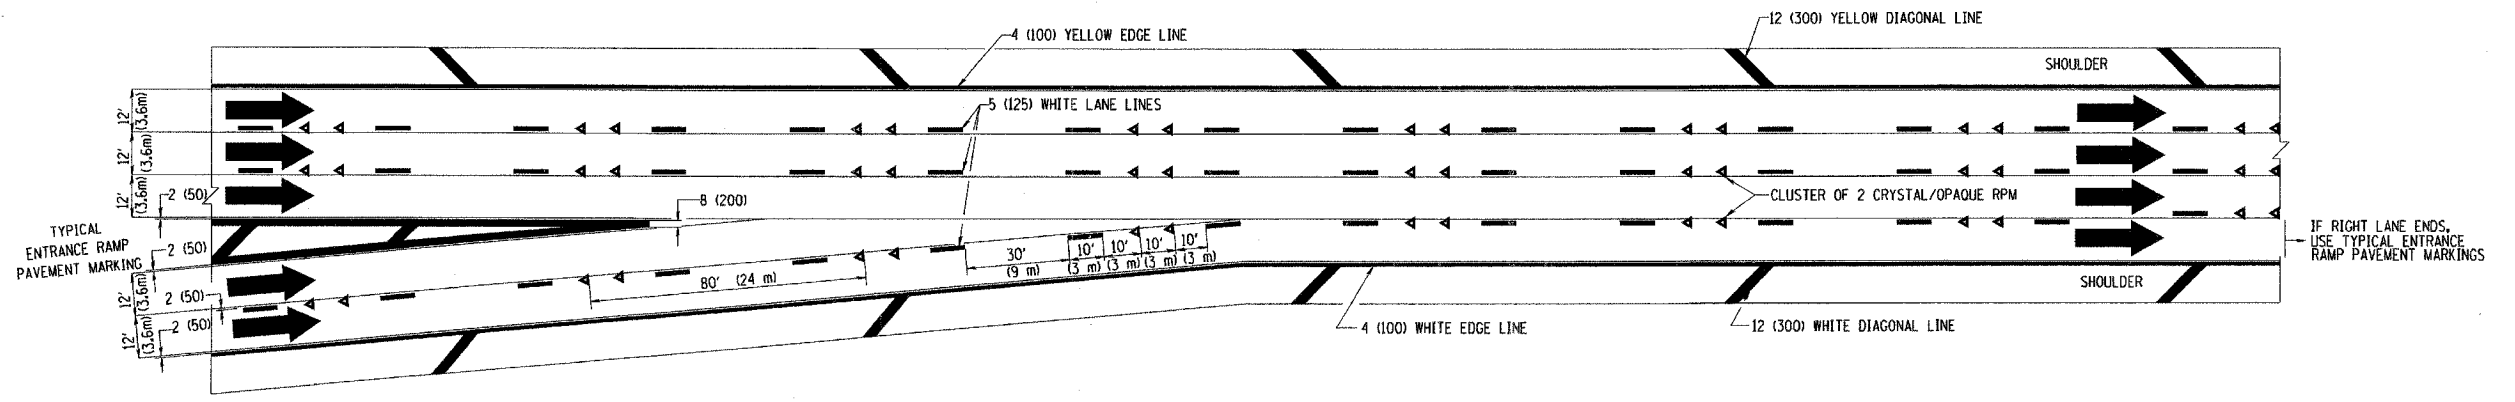 12 (300) YELLOW DIAGONAL LINE
4 (100) YELLOW EDGE LINE
SHOULDER
5 (125) WHITE LANE LINES
12'
(3.6m)
12'
(3.6m)
12'
(3.6m)
2 (50)
8 (200)
CLUSTER OF 2 CRYSTAL/OPAQUE RPM
TYPICAL
ENTRANCE RAMP
PAVEMENT MARKING
2 (50)
IF RIGHT LANE ENDS,
USE TYPICAL ENTRANCE
RAMP PAVEMENT MARKINGS
30'
(9 m)
10'
(3 m)
10'
(3 m)
10'
(3 m)
10'
(3 m)
80' (24 m)
12'
(3.6m)
2 (50)
12'
(3.6m)
2 (50)
SHOULDER
4 (100) WHITE EDGE LINE
12 (300) WHITE DIAGONAL LINE